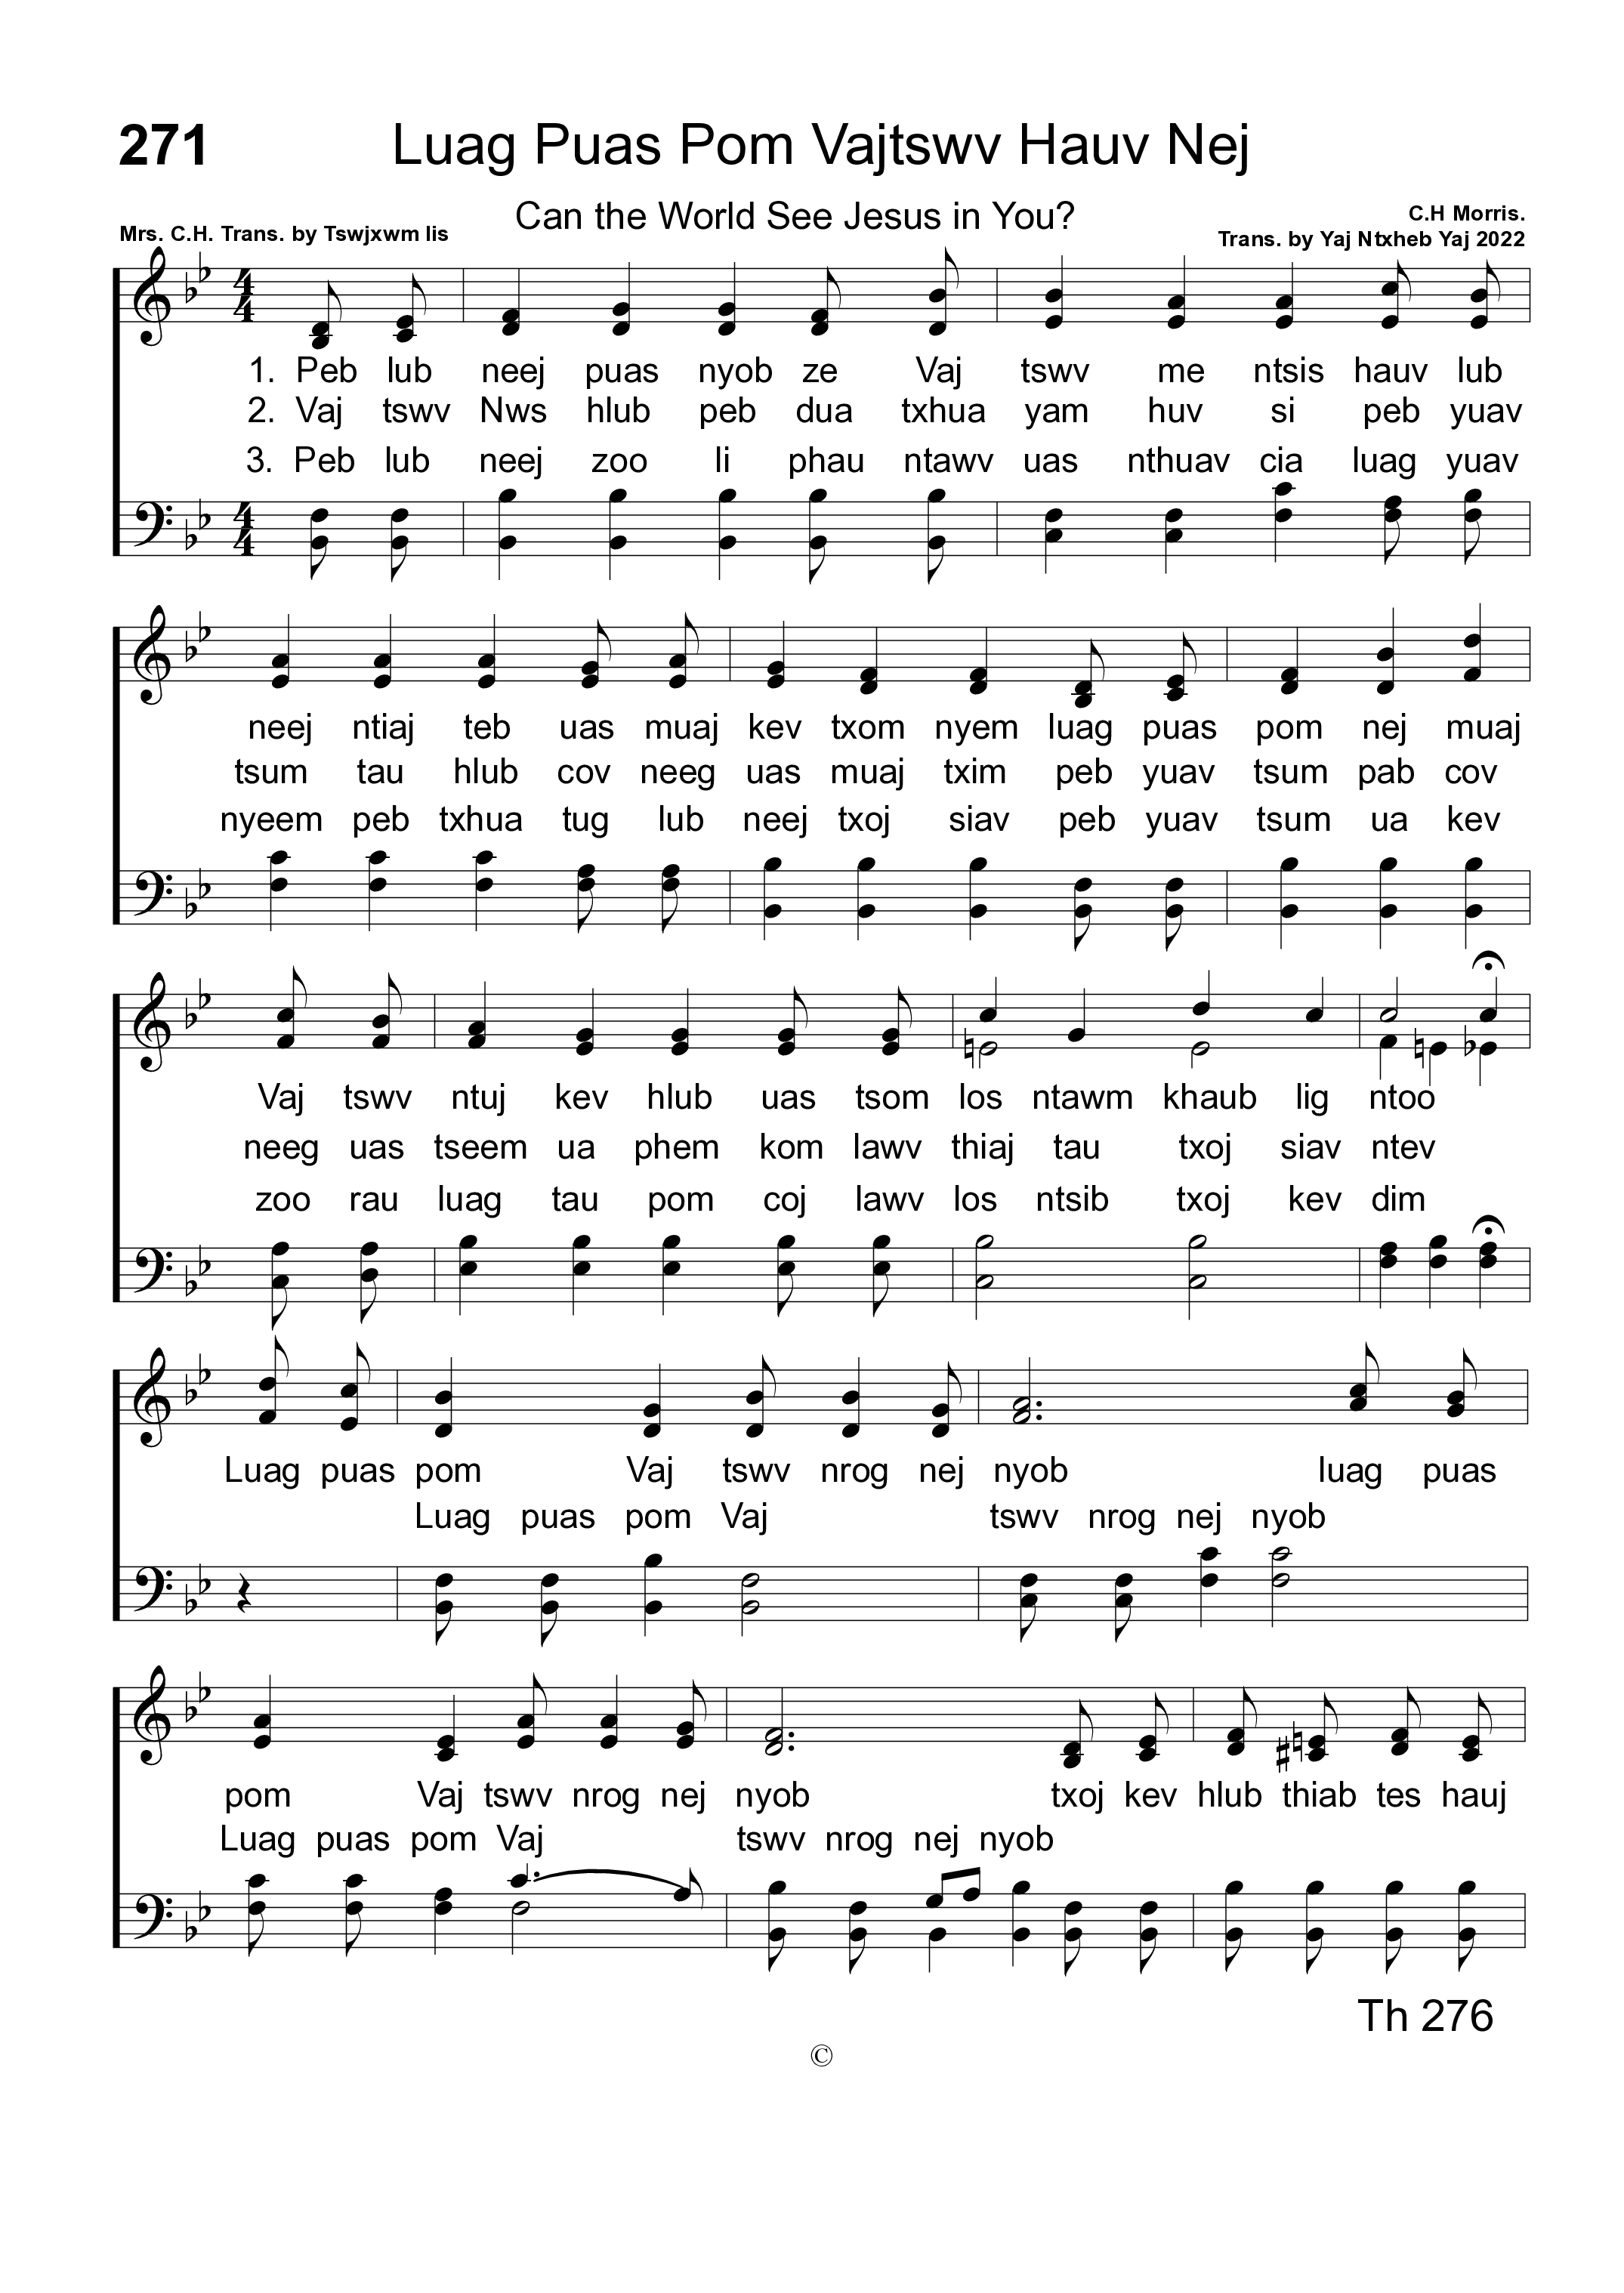 271 Luag Puas Pom Vajtswv Hauv Nej
Can the World See Jesus in You?
Mrs. C.H. Trans. by Tswjxwm lis
C.H Morris.
Trans. by Yaj Ntxheb Yaj 2022
1. Peb lub neej puas nyob ze Vaj tswv me ntsis hauv lub
2. Vaj tswv Nws hlub peb dua txhua yam huv si peb yuav
3. Peb lub neej zoo li phau ntawv uas nthuav cia luag yuav
neej ntiaj teb uas muaj kev txom nyem luag puas pom nej muaj
tsum tau hlub cov neeg uas muaj txim peb yuav tsum pab cov
nyeem peb txhua tug lub neej txoj siav peb yuav tsum ua kev
Vaj tswv ntuj kev hlub uas tsom los ntawm khaub lig ntoo
neeg uas tseem ua phem kom lawv thiaj tau txoj siav ntev
zoo rau luag tau pom coj lawv los ntsib txoj kev dim
Luag puas pom Vaj tswv nrog nej nyob luag puas
Luag puas pom Vaj tswv nrog nej nyob
pom Vaj tswv nrog nej nyob txoj kev hlub thiab tes hauj
Luag puas pom Vaj tswv nrog nej nyob
Th 276
©